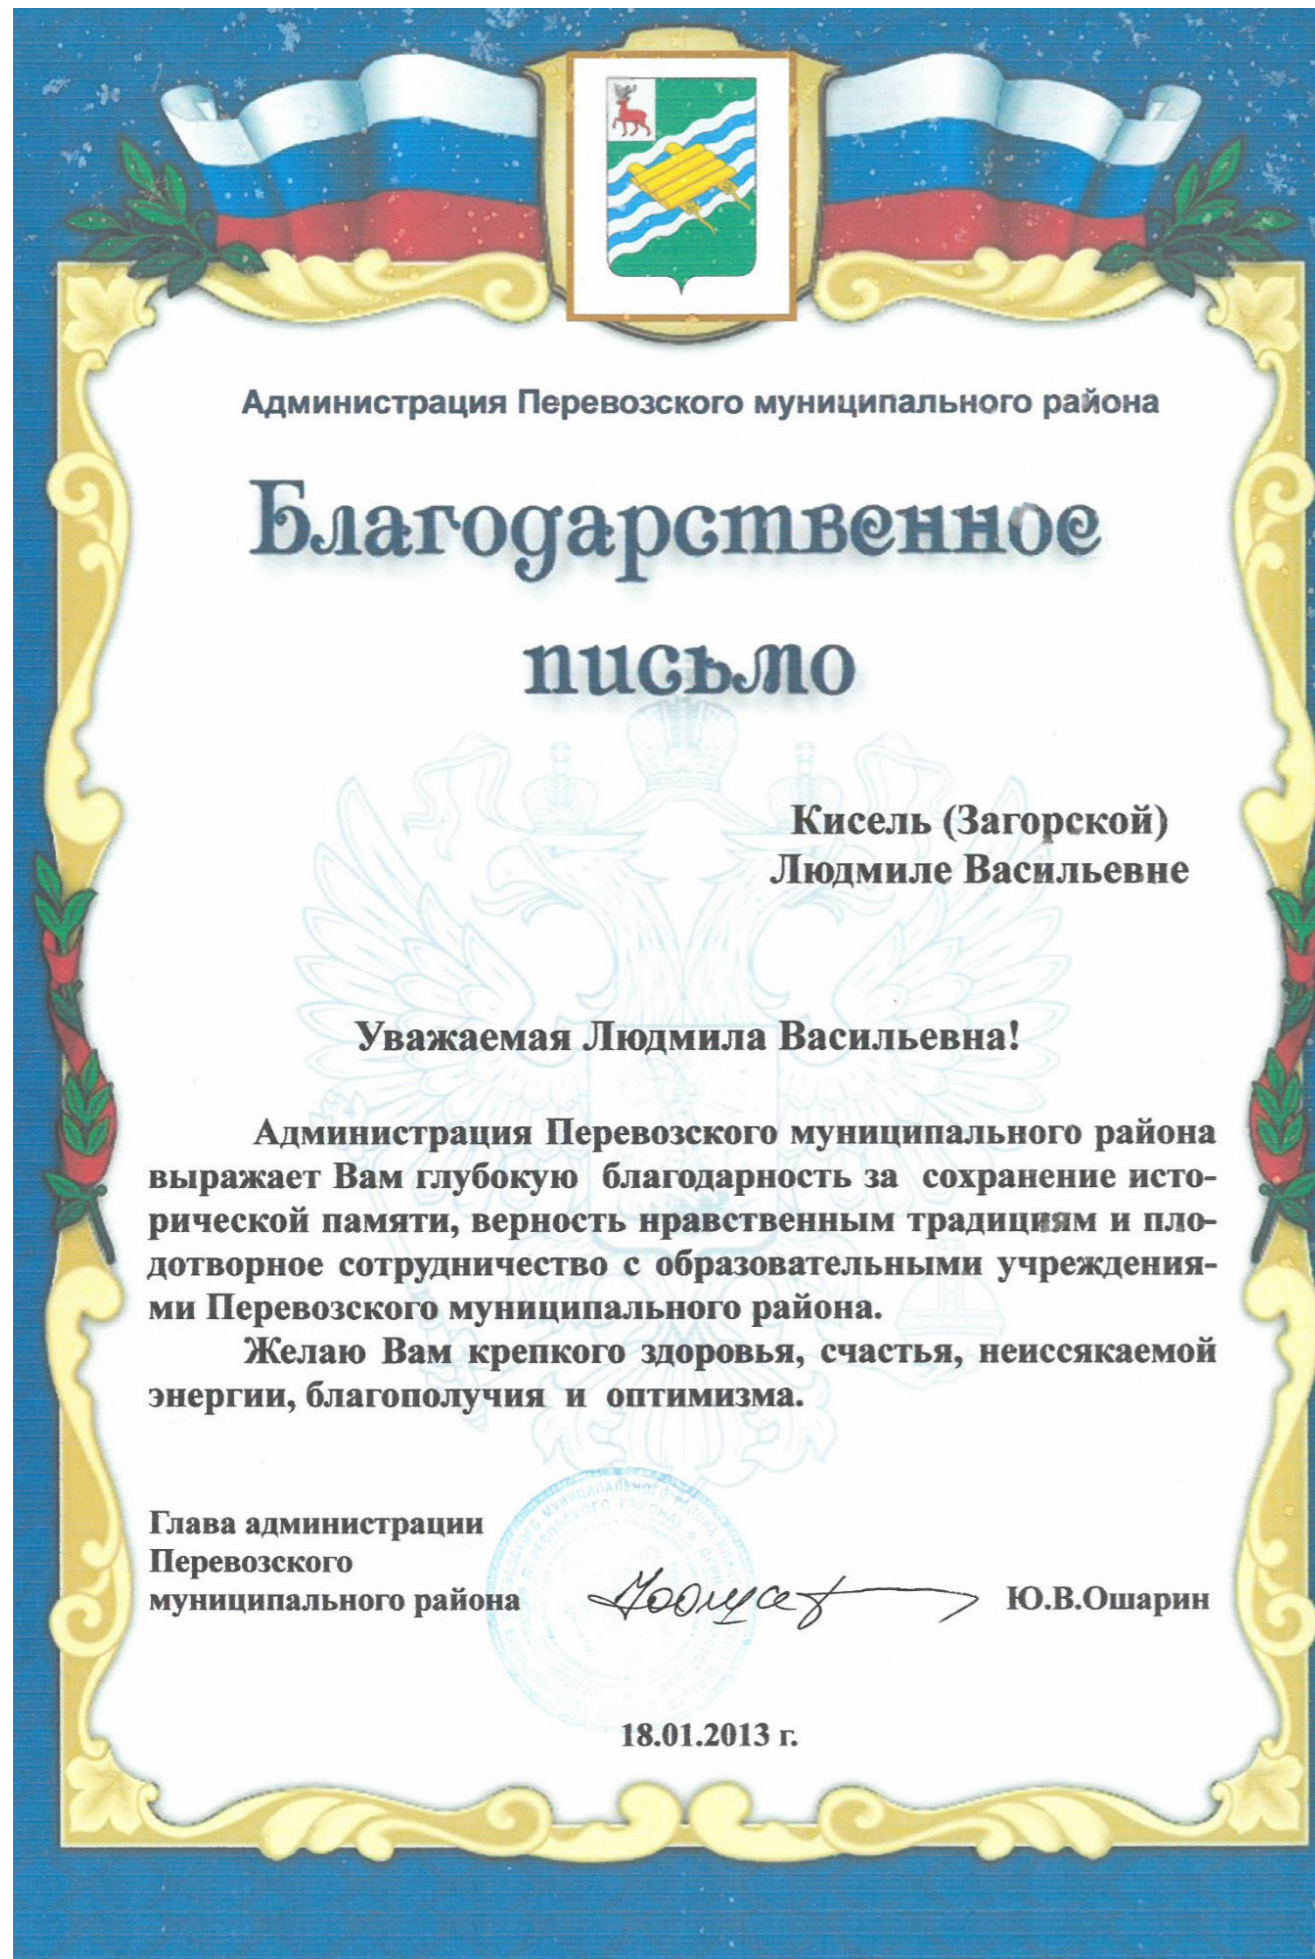 Администрация Перевозского муниципального района
Благодарственное
письмо
Кисель (Загорской)
Людмиле Васильевне
Уважаемая Людмила Васильевна!
Администрация Перевозского муниципального района
выражает Вам глубокую благодарность за сохранение исто-
рической памяти, верность нравственным традициям и пло-
дотворное сотрудничество с образовательными учреждения-
ми Перевозского муниципального района.
Желаю Вам крепкого здоровья, счастья, неиссякаемой
энергии, благополучия и оптимизма.
Глава администрации
Перевозского
муниципального района
Ю.В.Ошарин
18.01.2013 г.